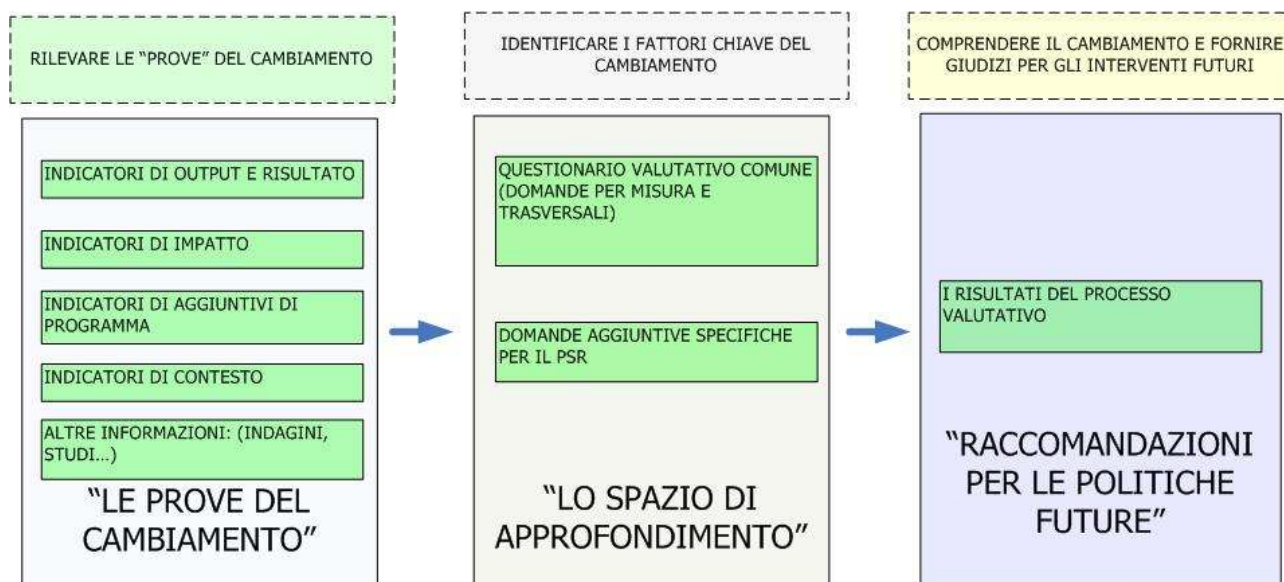 RILEVARE LE “PROVE” DEL CAMBIAMENTO
INDICATORI DI OUTPUT E RISULTATO
INDICATORI DI IMPATTO
INDICATORI DI AGGIUNTIVI DI
PROGRAMMA
INDICATORI DI CONTESTO
ALTRE INFORMAZIONI: (INDAGINI,
STUDI...)
“LE PROVE DEL
CAMBIAMENTO”
IDENTIFICARE I FATTORI CHIAVE DEL
CAMBIAMENTO
QUESTIONARIO VALUTATIVO COMUNE
(DOMANDE PER MISURA E
TRASVERSALI)
DOMANDE AGGIUNTIVE SPECIFICHE
PER IL PSR
“LO SPAZIO DI
APPROFONDIMENTO”
COMPRENDERE IL CAMBIAMENTO E FORNIRE
GIUDIZI PER GLI INTERVENTI FUTURI
I RISULTATI DEL PROCESSO
VALUTATIVO
“RACCOMANDAZIONI
PER LE POLITICHE
FUTURE”